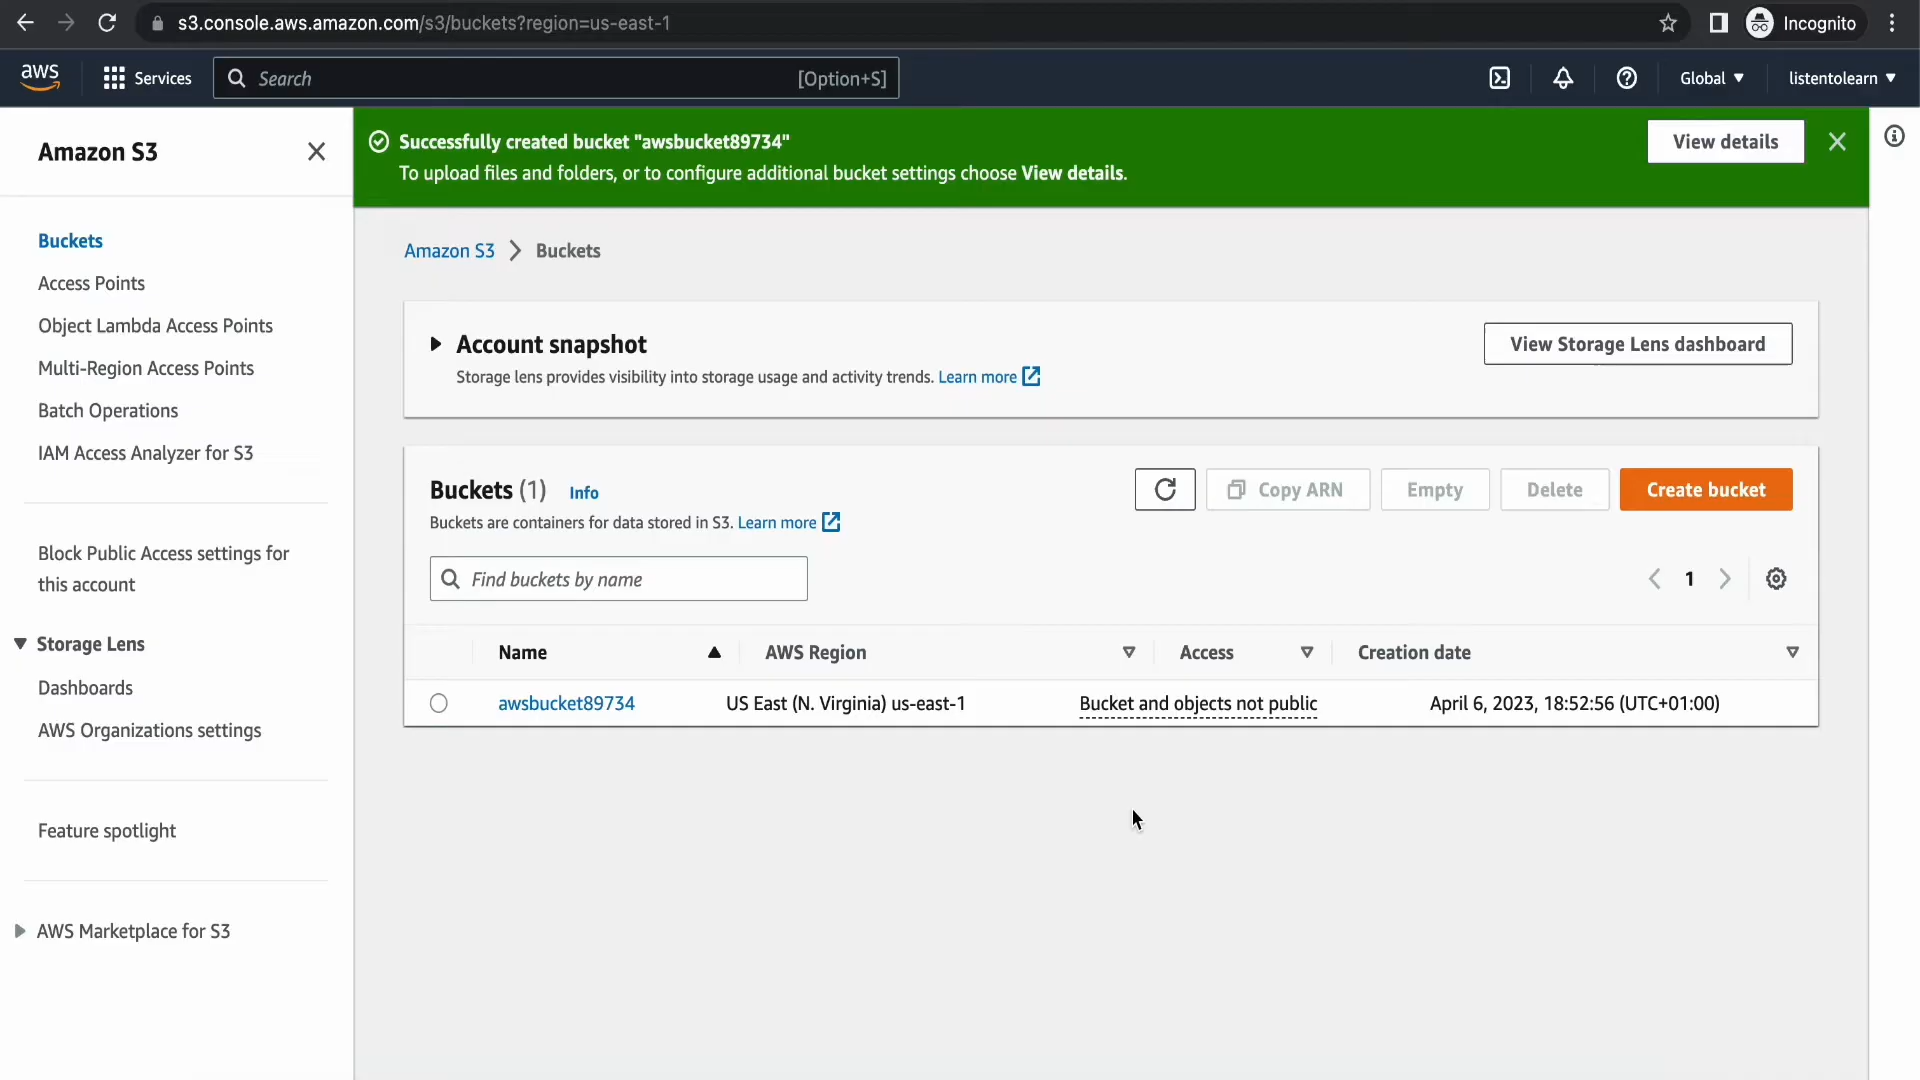 s3.console.aws.amazon.com/s3/buckets?region=us-east-1
Incognito
aws
Services
Search
[Option+S]
Global
listentolearn
Amazon S3
Buckets
Access Points
Object Lambda Access Points
Multi-Region Access Points
Batch Operations
IAM Access Analyzer for S3
Block Public Access settings for
this account
Storage Lens
Dashboards
AWS Organizations settings
Feature spotlight
AWS Marketplace for S3
Successfully created bucket "awsbucket89734"
To upload files and folders, or to configure additional bucket settings choose View details.
View details
Amazon S3 > Buckets
Account snapshot
Storage lens provides visibility into storage usage and activity trends. Learn more
View Storage Lens dashboard
Buckets (1) Info
Buckets are containers for data stored in S3. Learn more
Copy ARN
Empty
Delete
Create bucket
Find buckets by name
1
Name AWS Region Access Creation date
awsbucket89734 US East (N. Virginia) us-east-1 Bucket and objects not public April 6, 2023, 18:52:56 (UTC+01:00)